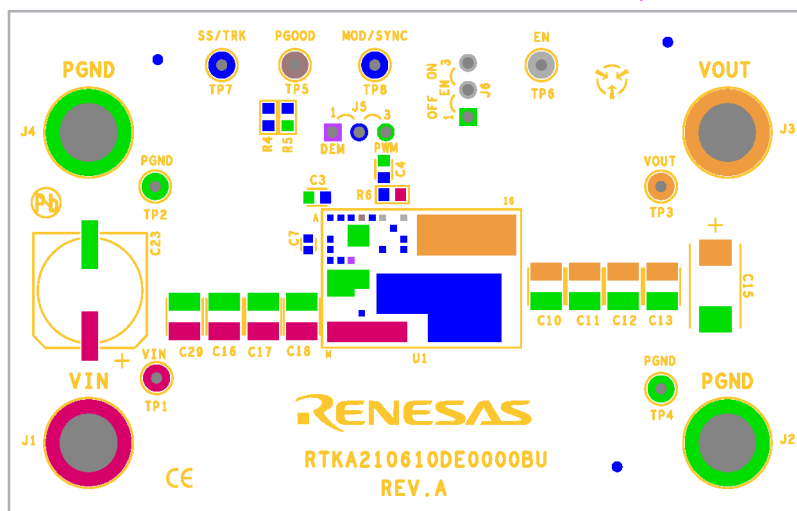 SS/TRK PGOOD MOD/SYNC EN
TP7 TP5 TP8 TP6
PGND
J4
VOUT
J3
OFF ON
EN
1 3
J6
R4 R5
J5
1 3
DEM PWM
C4
PGND
TP2
VOUT
TP3
Pb
C3
R6
C23
A 16
C7
+
C15
C29 C16 C17 C18
M
U1
C10 C11 C12 C13
+
VIN
TP1
VIN
J1
PGND
TP4
PGND
J2
RENESAS
RTKA210610DE0000BU
REV.A
CE